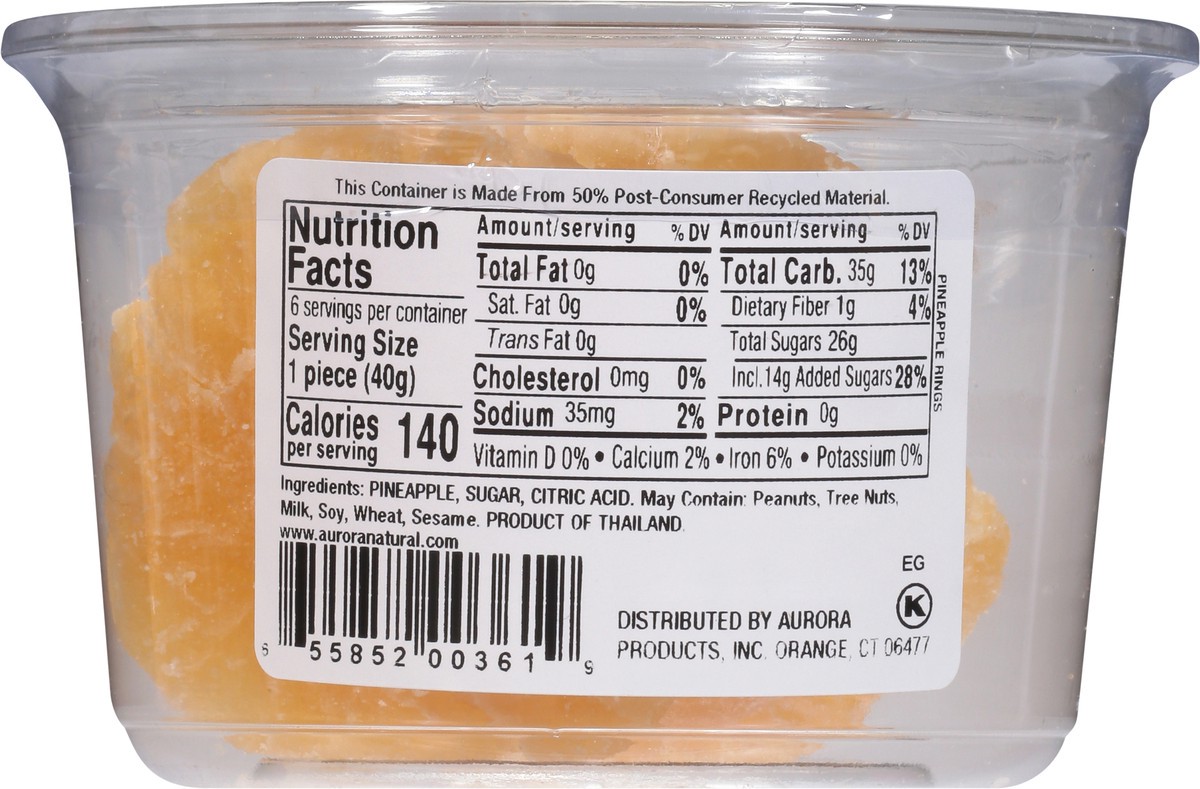 This Container is Made From 50% Post-Consumer Recycled Material.
Nutrition
Facts
6 servings per container
Serving Size
1 piece (40g)
Calories 140
per serving
Amount/serving % DV
Total Fat 0g 0%
Sat. Fat 0g 0%
Trans Fat 0g
Cholesterol 0mg 0%
Sodium 35mg 2%
Amount/serving % DV
Total Carb. 35g 13%
Dietary Fiber 1g 4%
Total Sugars 26g
Incl. 14g Added Sugars 28%
Protein 0g
Vitamin D 0% • Calcium 2% • Iron 6% • Potassium 0%
PINEAPPLE RINGS
Ingredients: PINEAPPLE, SUGAR, CITRIC ACID. May Contain: Peanuts, Tree Nuts,
Milk, Soy, Wheat, Sesame. PRODUCT OF THAILAND.
www.auroranatural.com
6 55852 00361 9
EG
K
DISTRIBUTED BY AURORA
PRODUCTS, INC. ORANGE, CT 06477